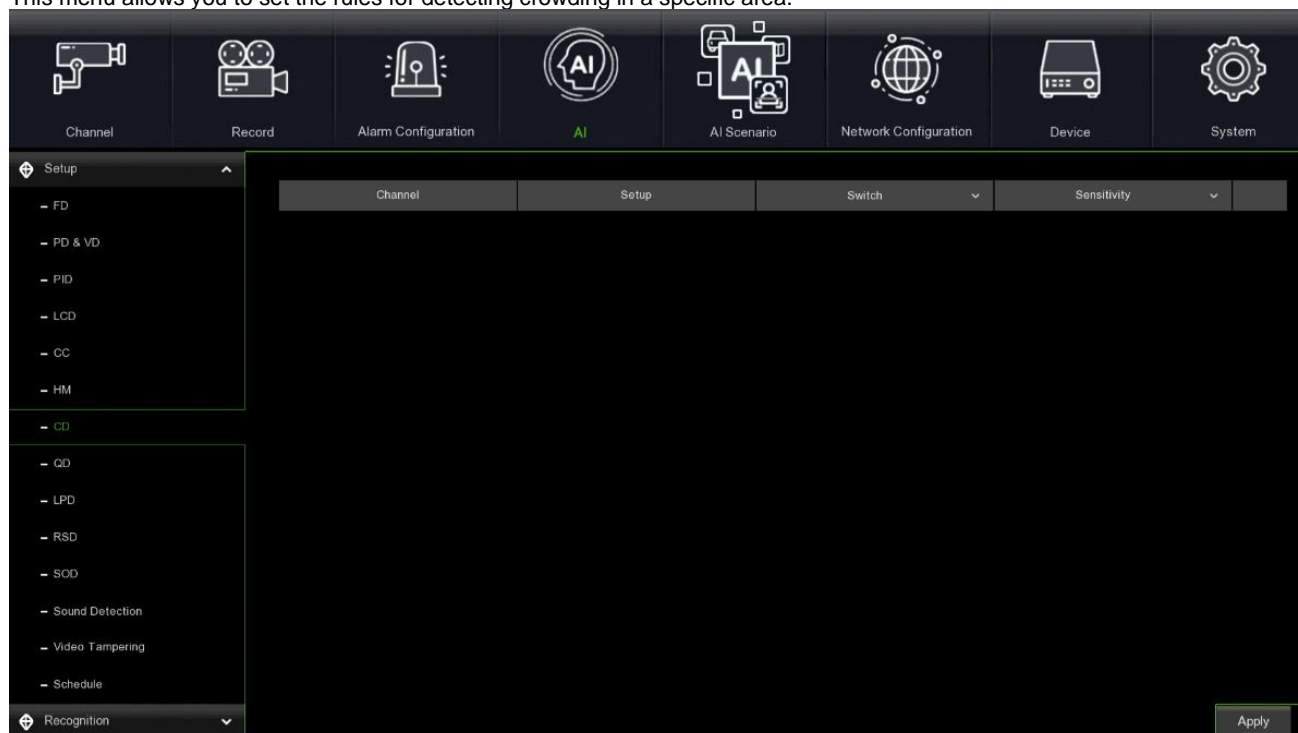 This menu allows you to set the rules for detecting crowding in a specific area.
AI AI
Channel Record Alarm Configuration AI AI Scenario Network Configuration Device System
Setup
Channel Setup Switch Sensitivity
– FD
– PD & VD
– PID
– LCD
– CC
– HM
– CD
– QD
– LPD
– RSD
– SOD
– Sound Detection
– Video Tampering
– Schedule
Recognition
Apply